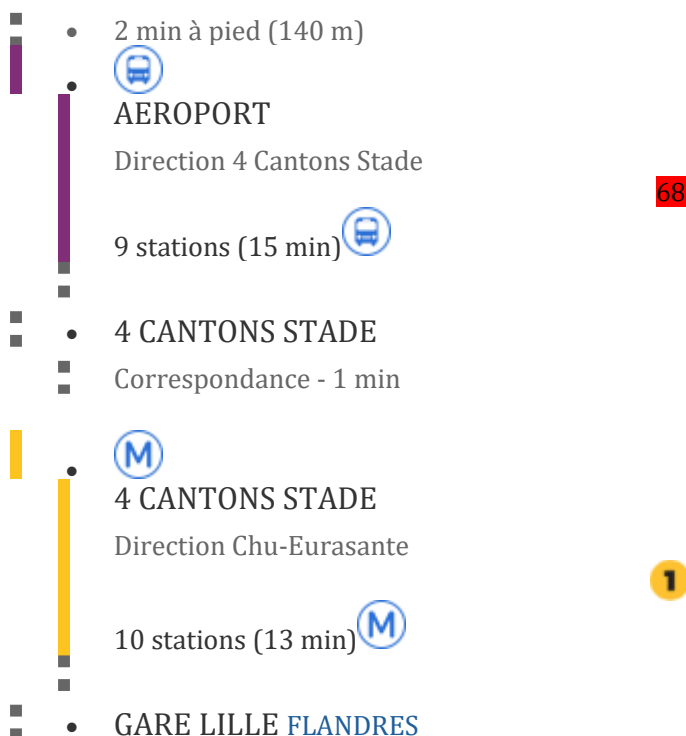 2 min à pied (140 m)
AEROPORT
Direction 4 Cantons Stade
68
9 stations (15 min)
4 CANTONS STADE
Correspondance - 1 min
M
4 CANTONS STADE
Direction Chu-Eurasante
1
10 stations (13 min) M
GARE LILLE FLANDRES